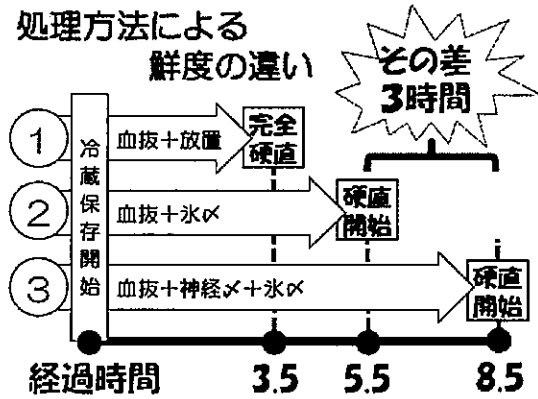 処理方法による
鮮度の違い
その差
3時間
冷蔵保存開始
① 血抜+放置
完全
硬直
② 血抜+氷〆
硬直
開始
③ 血抜+神経〆+氷〆
硬直
開始
経過時間 3.5 5.5 8.5